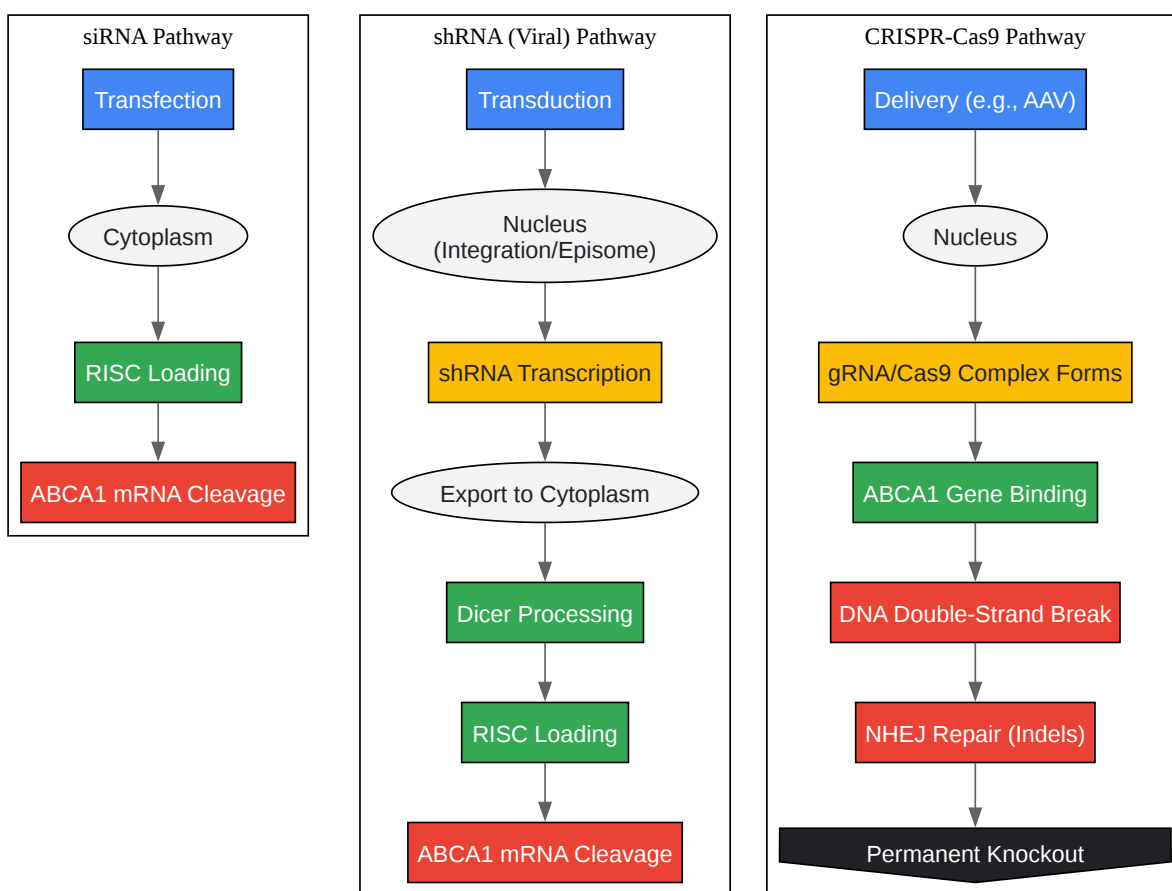 siRNA Pathway
Transfection
Cytoplasm
RISC Loading
ABCA1 mRNA Cleavage
shRNA (Viral) Pathway
Transduction
Nucleus
(Integration/Episome)
shRNA Transcription
Export to Cytoplasm
Dicer Processing
RISC Loading
ABCA1 mRNA Cleavage
CRISPR-Cas9 Pathway
Delivery (e.g., AAV)
Nucleus
gRNA/Cas9 Complex Forms
ABCA1 Gene Binding
DNA Double-Strand Break
NHEJ Repair (Indels)
Permanent Knockout